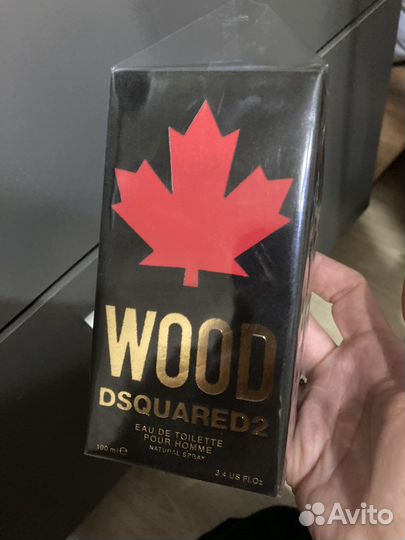 WOOD
DSQUARED2
EAU DE TOILETTE
POUR HOMME
NATURAL SPRAY
100 ml ℮
3.4 US Fl.Oz
Avito